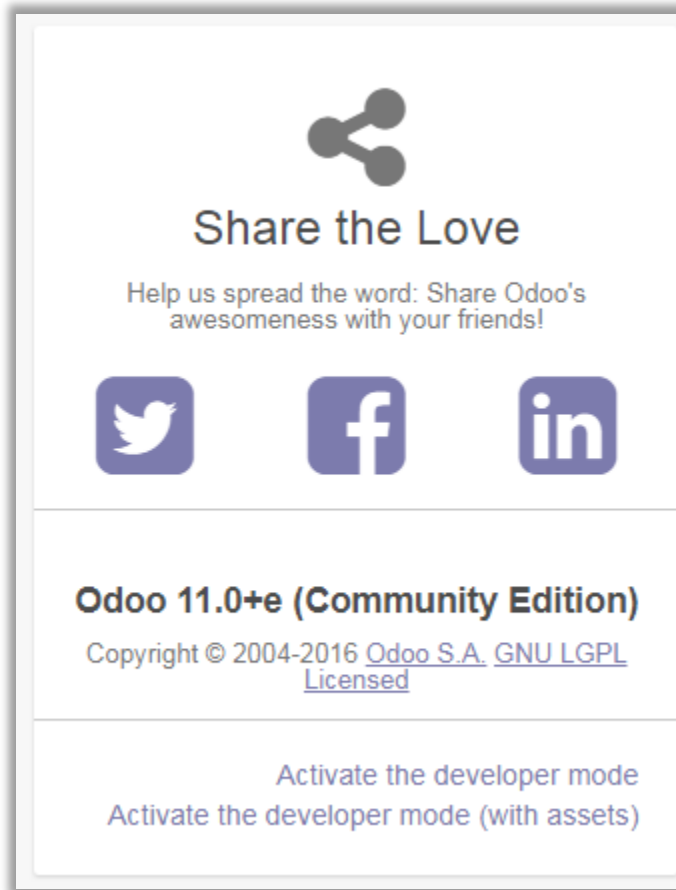 Share the Love
Help us spread the word: Share Odoo's
awesomeness with your friends!
in
Odoo 11.0+e (Community Edition)
Copyright © 2004-2016 Odoo S.A. GNU LGPL
Licensed
Activate the developer mode
Activate the developer mode (with assets)